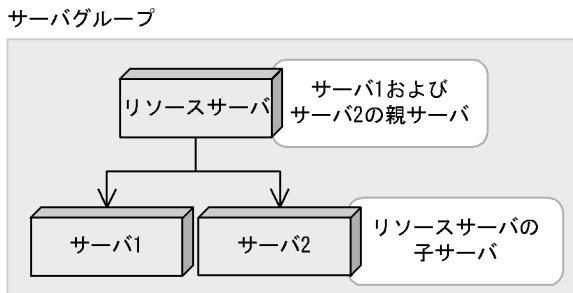 サーバグループ
リソースサーバ
サーバ1および
サーバ2の親サーバ
サーバ1
サーバ2
リソースサーバの
子サーバ